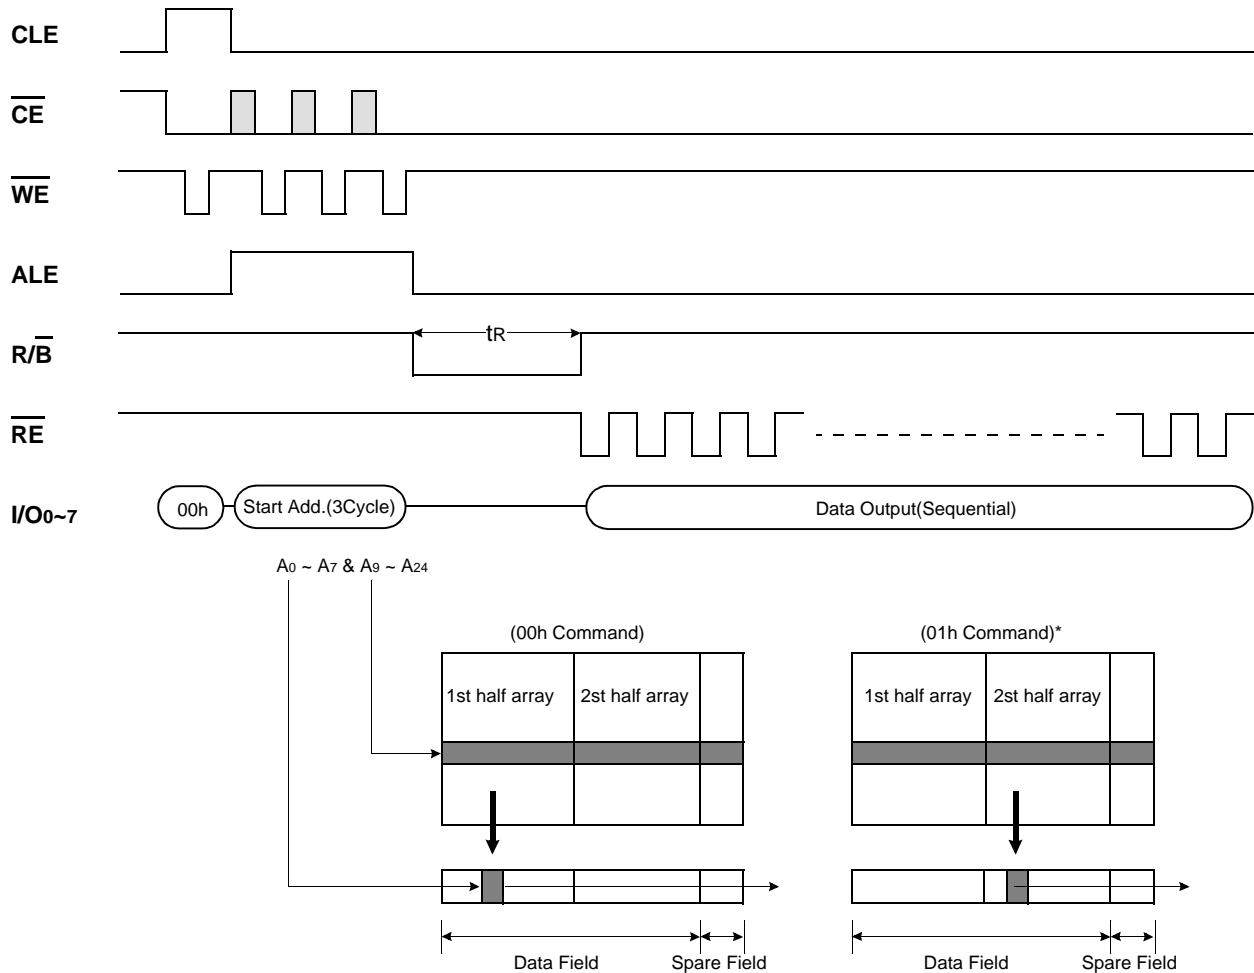 CLE
CE
WE
ALE
tR
R/B
RE
I/O0~7
00h
Start Add.(3Cycle)
Data Output(Sequential)
A0 ~ A7 & A9 ~ A24
(00h Command)
(01h Command)*
1st half array
2st half array
1st half array
2st half array
Data Field
Spare Field
Data Field
Spare Field